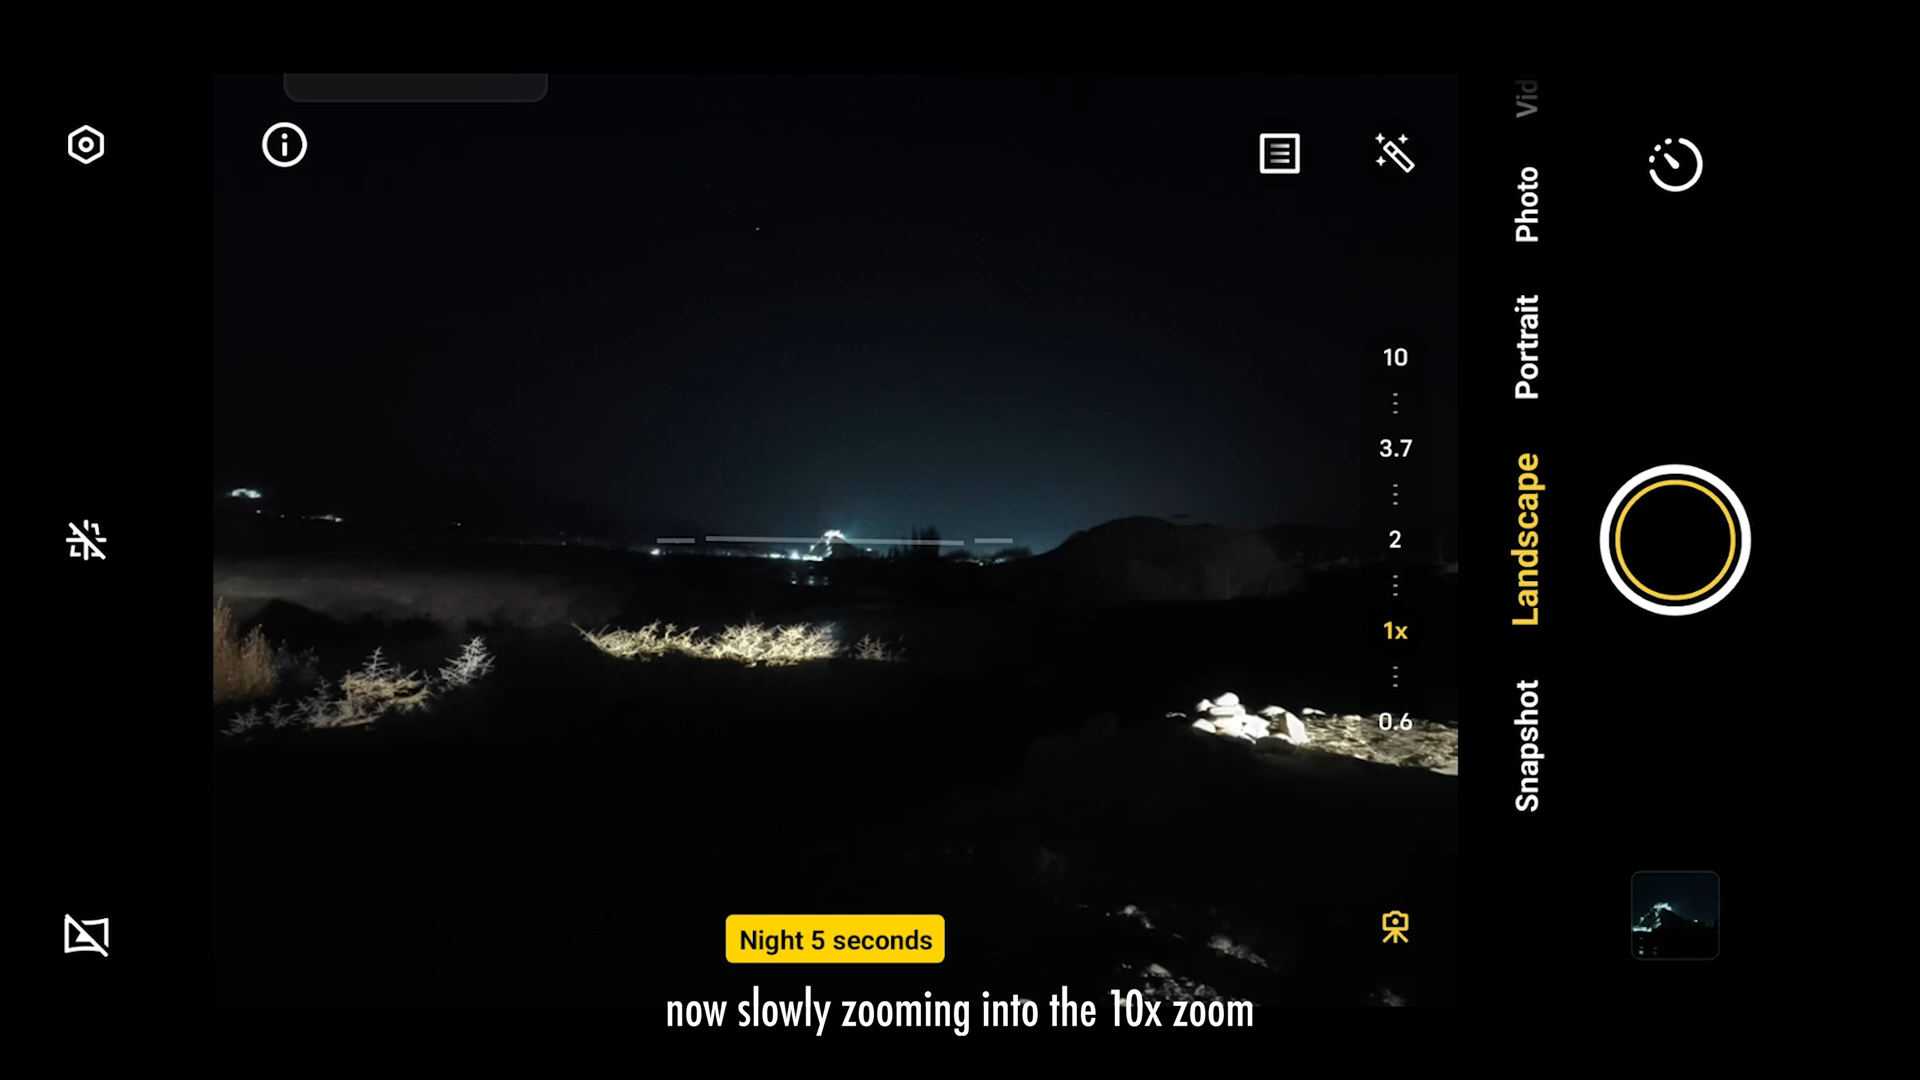 Vid
Photo
Portrait
Landscape
Snapshot
10
3.7
2
1x
0.6
Night 5 seconds
now slowly zooming into the 10x zoom